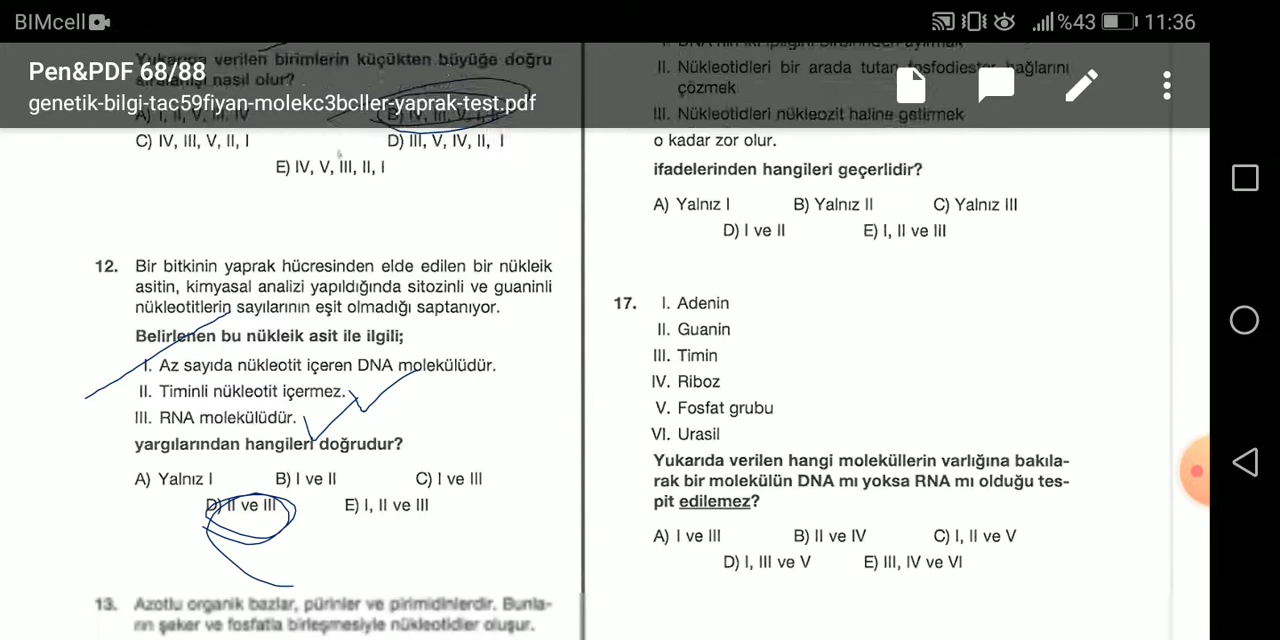 BIMcell
%43 11:36
Pen&PDF 68/88
genetik-bilgi-tac59fiyan-molekc3bcller-yaprak-test.pdf
Yukarıda verilen birimlerin küçükten büyüğe doğru
nasıl olur?
C) IV, III, V, II, I D) III, V, IV, II, I
E) IV, V, III, II, I
12. Bir bitkinin yaprak hücresinden elde edilen bir nükleik
asitin, kimyasal analizi yapıldığında sitozinli ve guaninli
nükleotitlerin sayılarının eşit olmadığı saptanıyor.
Belirlenen bu nükleik asit ile ilgili;
I. Az sayıda nükleotit içeren DNA molekülüdür.
II. Timinli nükleotit içermez.
III. RNA molekülüdür.
yargılarından hangileri doğrudur?
A) Yalnız I B) I ve II C) I ve III
D) II ve III E) I, II ve III
13. Azotlu organik bazlar, pürinler ve pirimidinlerdir. Bunla-
rın şeker ve fosfatla birleşmesiyle nükleotidler oluşur.
II. Nükleotidleri bir arada tutan fosfodiester bağlarını
çözmek
III. Nükleotidleri nükleozit haline getirmek
o kadar zor olur.
ifadelerinden hangileri geçerlidir?
A) Yalnız I B) Yalnız II C) Yalnız III
D) I ve II E) I, II ve III
17. I. Adenin
II. Guanin
III. Timin
IV. Riboz
V. Fosfat grubu
VI. Urasil
Yukarıda verilen hangi moleküllerin varlığına bakıla-
rak bir molekülün DNA mı yoksa RNA mı olduğu tes-
pit edilemez?
A) I ve III B) II ve IV C) I, II ve V
D) I, III ve V E) III, IV ve VI